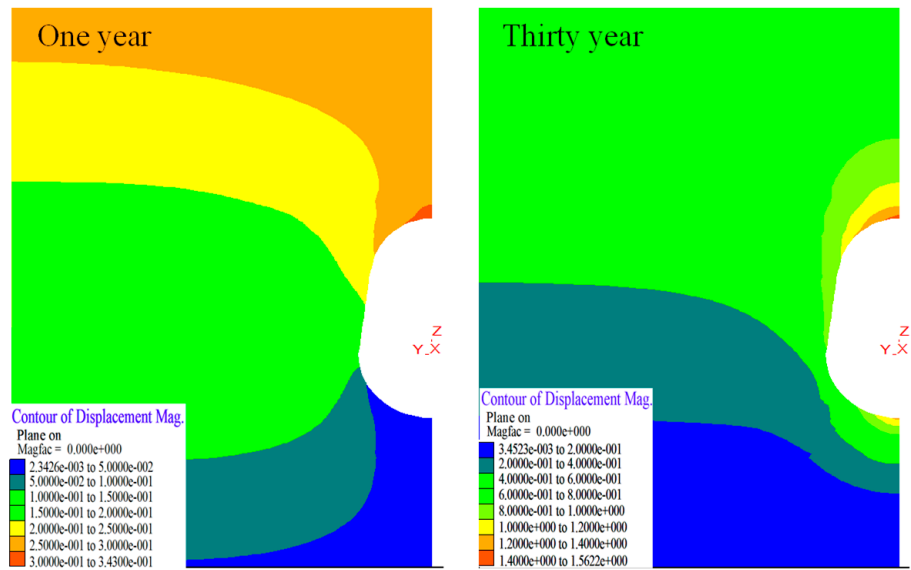 One year
Z
Y X
Contour of Displacement Mag.
Plane on
Magfac = 0.000e+000
2.3426e-003 to 5.0000e-002
5.0000e-002 to 1.0000e-001
1.0000e-001 to 1.5000e-001
1.5000e-001 to 2.0000e-001
2.0000e-001 to 2.5000e-001
2.5000e-001 to 3.0000e-001
3.0000e-001 to 3.4300e-001
Thirty year
Z
Y X
Contour of Displacement Mag.
Plane on
Magfac = 0.000e+000
3.4523e-003 to 2.0000e-001
2.0000e-001 to 4.0000e-001
4.0000e-001 to 6.0000e-001
6.0000e-001 to 8.0000e-001
8.0000e-001 to 1.0000e+000
1.0000e+000 to 1.2000e+000
1.2000e+000 to 1.4000e+000
1.4000e+000 to 1.5622e+000